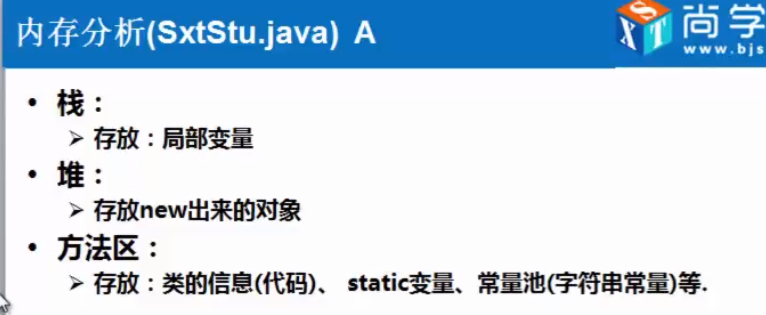 内存分析(SxtStu.java) A
SXT 尚学
www.bjs
• 栈：
➢ 存放：局部变量
• 堆：
➢ 存放new出来的对象
• 方法区：
➢ 存放：类的信息(代码)、 static变量、常量池(字符串常量)等.